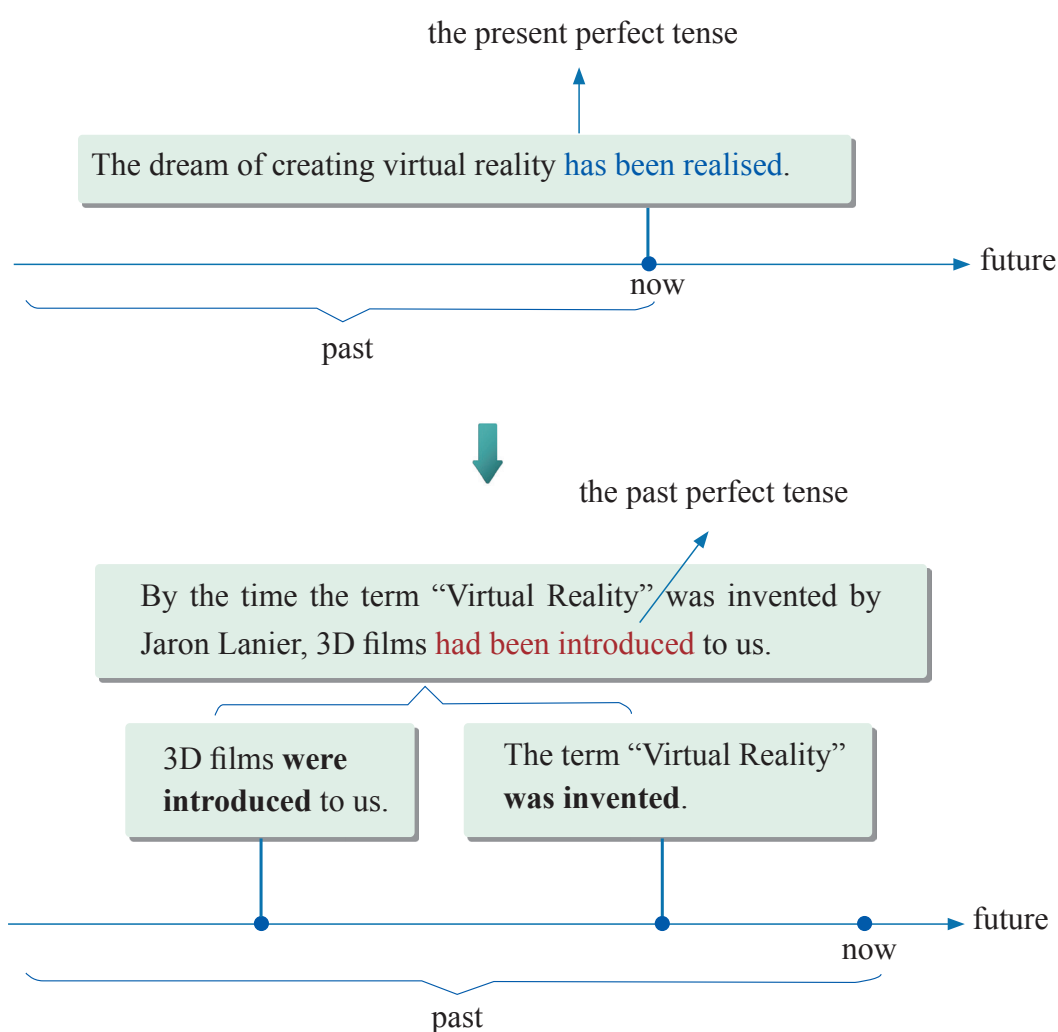 the present perfect tense
The dream of creating virtual reality has been realised.
future
now
past
the past perfect tense
By the time the term “Virtual Reality” was invented by
Jaron Lanier, 3D films had been introduced to us.
3D films were
introduced to us.
The term “Virtual Reality”
was invented.
future
now
past